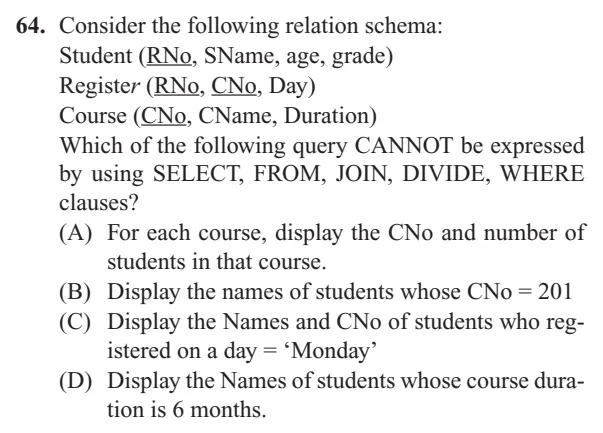 64. Consider the following relation schema:
Student (RNo, SName, age, grade)
Register (RNo, CNo, Day)
Course (CNo, CName, Duration)
Which of the following query CANNOT be expressed
by using SELECT, FROM, JOIN, DIVIDE, WHERE
clauses?
(A) For each course, display the CNo and number of
students in that course.
(B) Display the names of students whose CNo = 201
(C) Display the Names and CNo of students who reg-
istered on a day = ‘Monday’
(D) Display the Names of students whose course dura-
tion is 6 months.